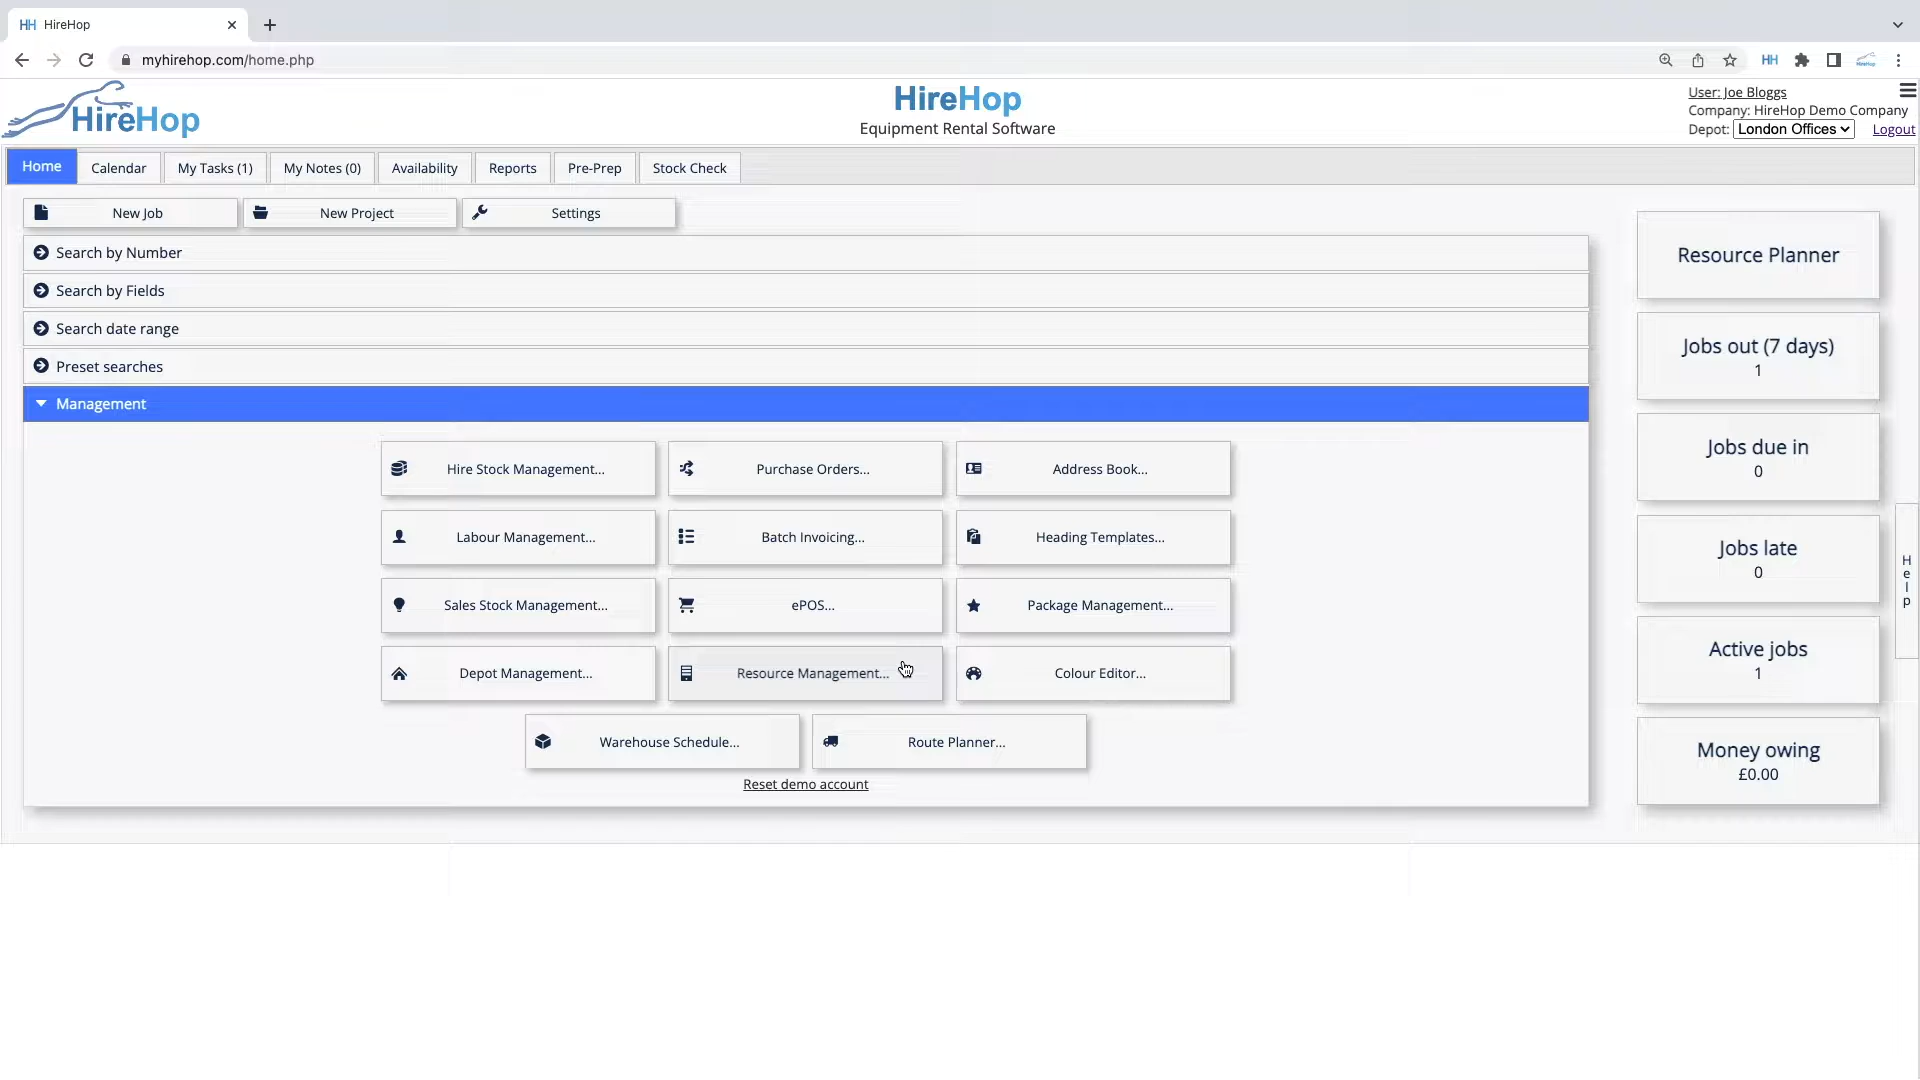 HH HireHop
myhirehop.com/home.php
HH
HireHop
HireHop
Equipment Rental Software
User: Joe Bloggs
Company: HireHop Demo Company
Depot: London Offices Logout
Home Calendar My Tasks (1) My Notes (0) Availability Reports Pre-Prep Stock Check
New Job New Project Settings
Search by Number
Search by Fields
Search date range
Preset searches
Management
Hire Stock Management... Purchase Orders... Address Book...
Labour Management... Batch Invoicing... Heading Templates...
Sales Stock Management... ePOS... Package Management...
Depot Management... Resource Management... Colour Editor...
Warehouse Schedule... Route Planner...
Reset demo account
Resource Planner
Jobs out (7 days)
1
Jobs due in
0
Jobs late
0
Active jobs
1
Money owing
£0.00
Help